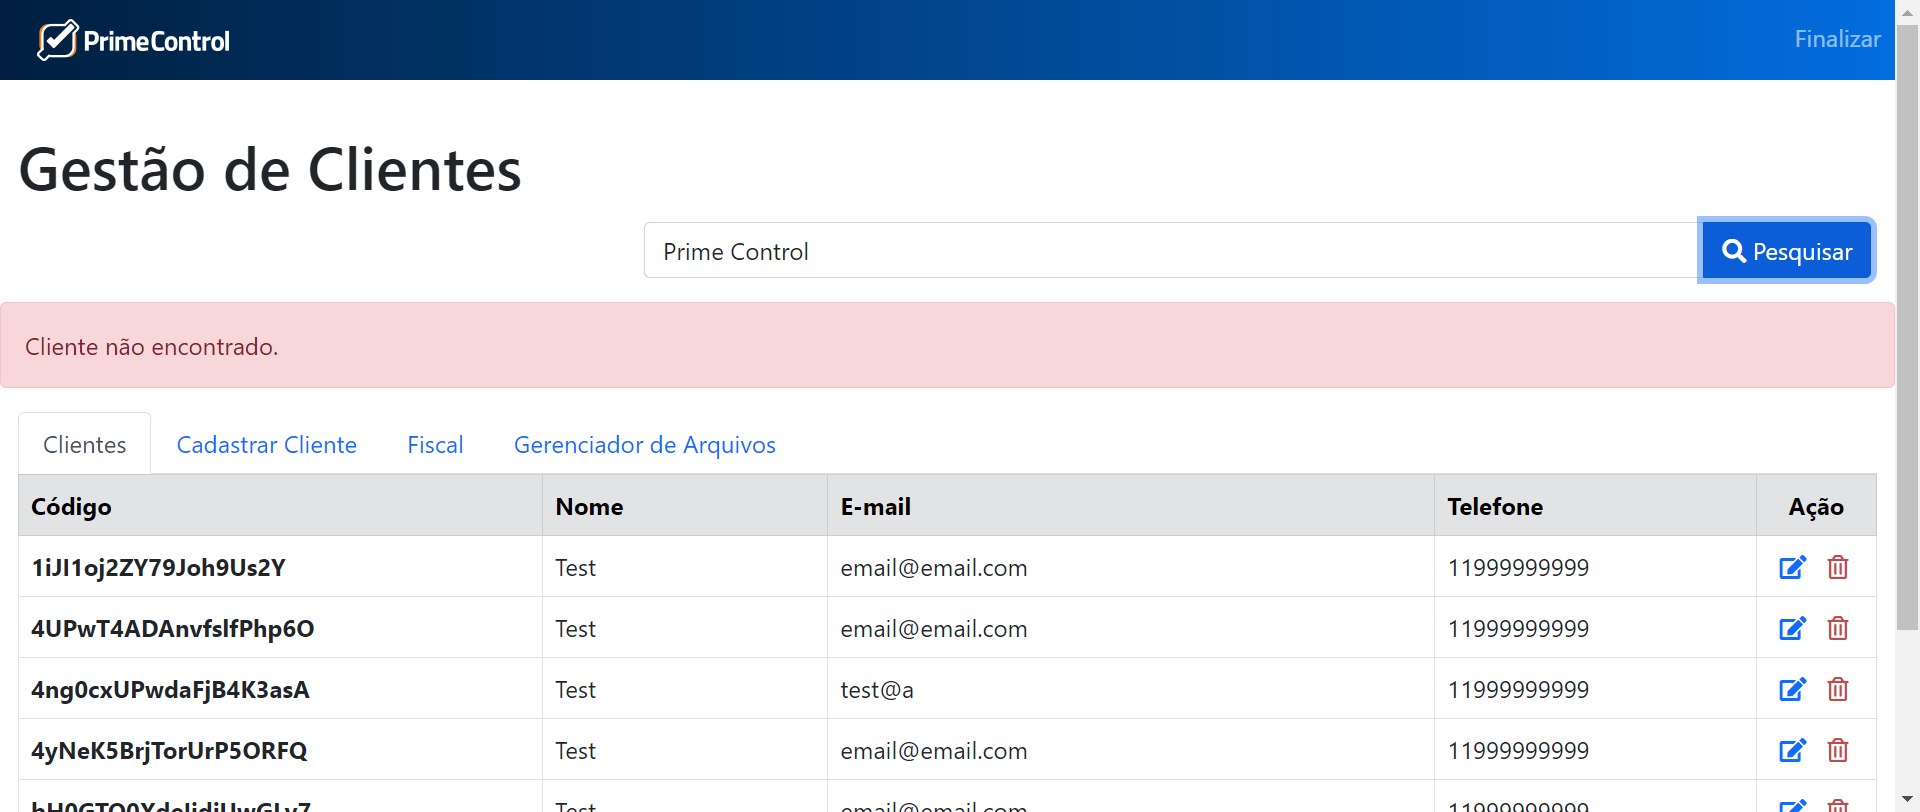 PrimeControl
Finalizar
Gestão de Clientes
Prime Control
Pesquisar
Cliente não encontrado.
Clientes Cadastrar Cliente Fiscal Gerenciador de Arquivos
Código Nome E-mail Telefone Ação
1iJI1oj2ZY79Joh9Us2Y Test email@email.com 11999999999
4UPwT4ADAnvfslfPhp6O Test email@email.com 11999999999
4ng0cxUPwdaFjB4K3asA Test test@a 11999999999
4yNeK5BrjTorUrP5ORFQ Test email@email.com 11999999999
Test email@email.com 11999999999